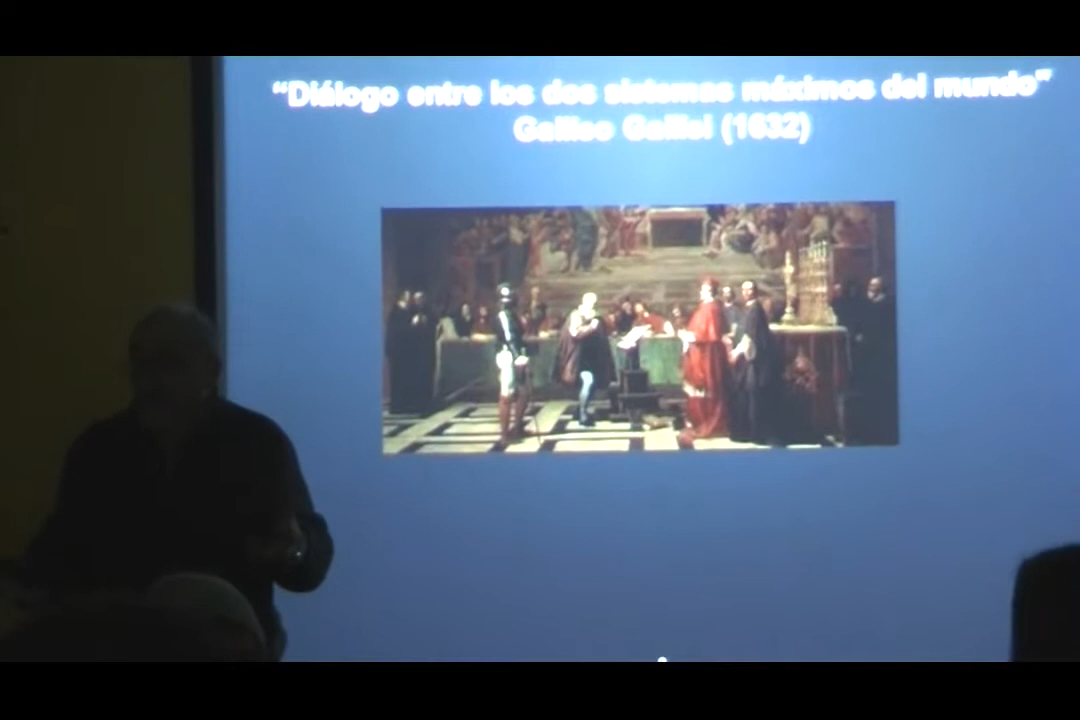 “Diálogo entre los dos sistemas máximos del mundo”
Galileo Galilei (1632)